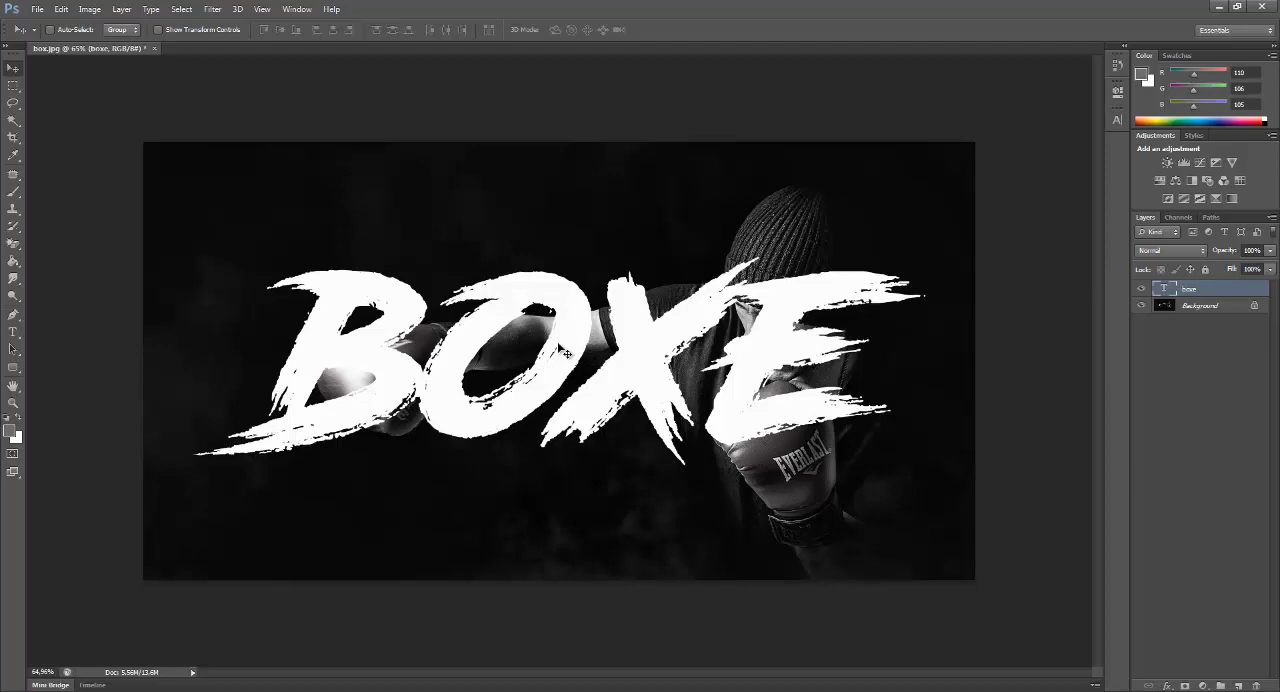 Ps File Edit Image Layer Type Select Filter 3D View Window Help
Auto-Select: Group Show Transform Controls 3D Mode: Essentials
box.jpg @ 65% (boxe, RGB/8#) * ×
Color Swatches
R 110
G 106
B 105
Adjustments Styles
Add an adjustment
Layers Channels Paths
Kind
Normal Opacity: 100%
Lock: Fill: 100%
T boxe
Background
BOXE
EVERLAST
64,96% Doc: 5.56M/13.6M
Mini Bridge Timeline